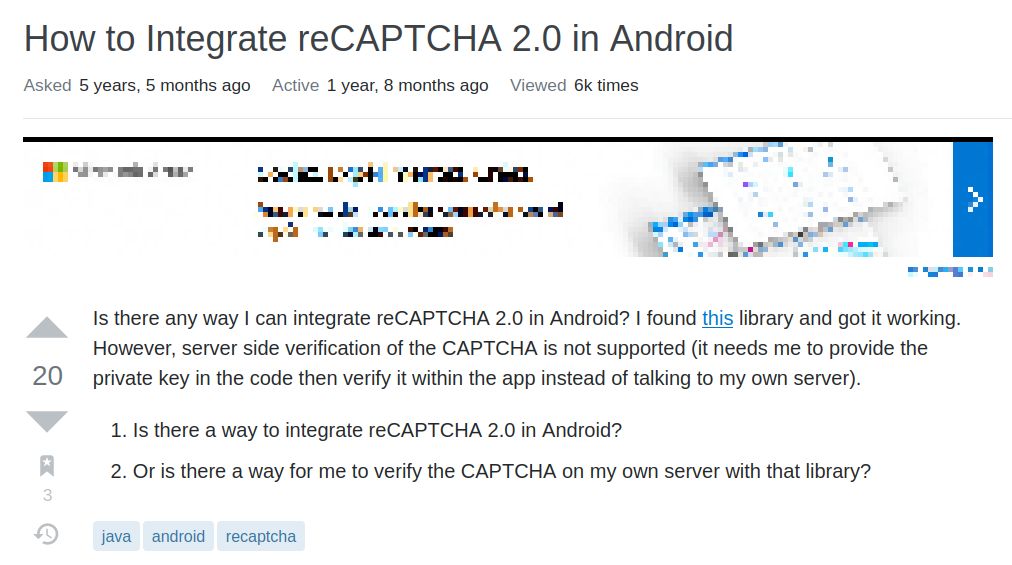 How to Integrate reCAPTCHA 2.0 in Android
Asked 5 years, 5 months ago Active 1 year, 8 months ago Viewed 6k times
Is there any way I can integrate reCAPTCHA 2.0 in Android? I found this library and got it working.
However, server side verification of the CAPTCHA is not supported (it needs me to provide the
20
private key in the code then verify it within the app instead of talking to my own server).
1. Is there a way to integrate reCAPTCHA 2.0 in Android?
2. Or is there a way for me to verify the CAPTCHA on my own server with that library?
3
java android recaptcha